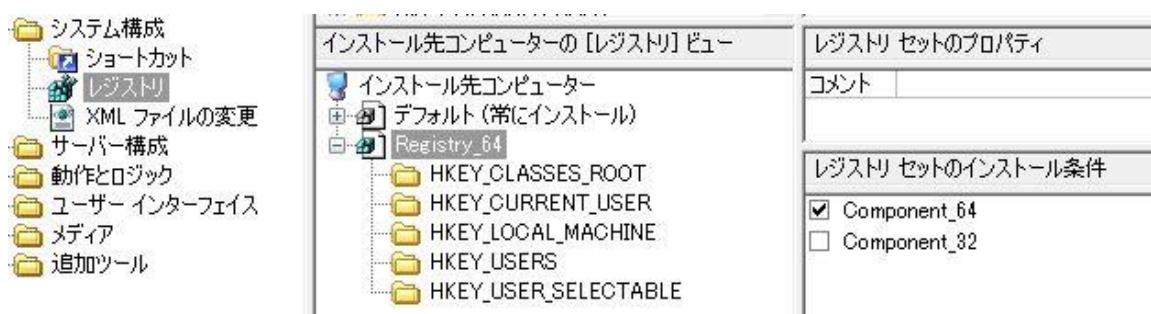 システム構成
ショートカット
レジストリ
XML ファイルの変更
サーバー構成
動作とロジック
ユーザー インターフェイス
メディア
追加ツール
インストール先コンピューターの [レジストリ] ビュー
インストール先コンピューター
デフォルト (常にインストール)
Registry_64
HKEY_CLASSES_ROOT
HKEY_CURRENT_USER
HKEY_LOCAL_MACHINE
HKEY_USERS
HKEY_USER_SELECTABLE
レジストリ セットのプロパティ
コメント
レジストリ セットのインストール条件
Component_64
Component_32